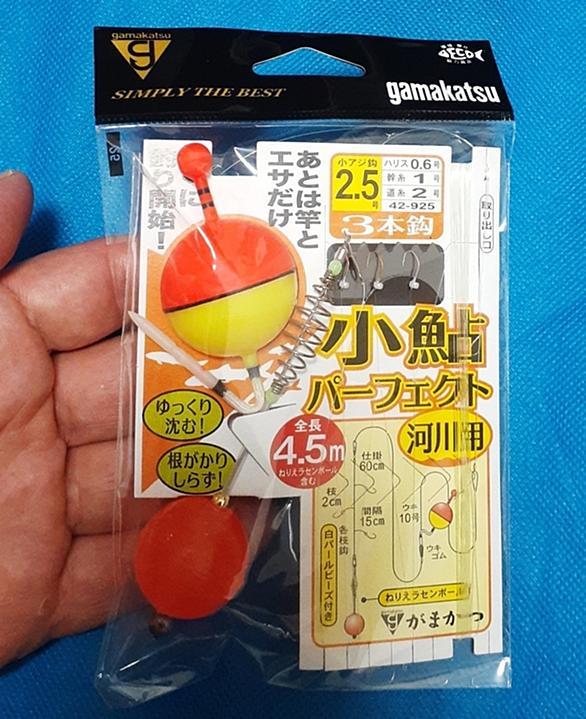 gamakatsu
g
SIMPLY THE BEST
ECO
gamakatsu
あとは竿と
エサだけ
に
釣り開始!
小アジ鈎
2.5号
ハリス 0.6号
幹糸 1号
道糸 2号
42-925
3本鈎
取り出し口
小鮎
パーフェクト
河川用
ゆっくり
沈む!
根がかり
しらず!
全長
4.5m
ねりえラセンボール
含む
仕掛
60cm
枝
2cm
間隔
15cm
ウキ
10号
ウキ
ゴム
各枝鈎
白パールビーズ付き
ねりえラセンボール
gamakatsu
がまかつ